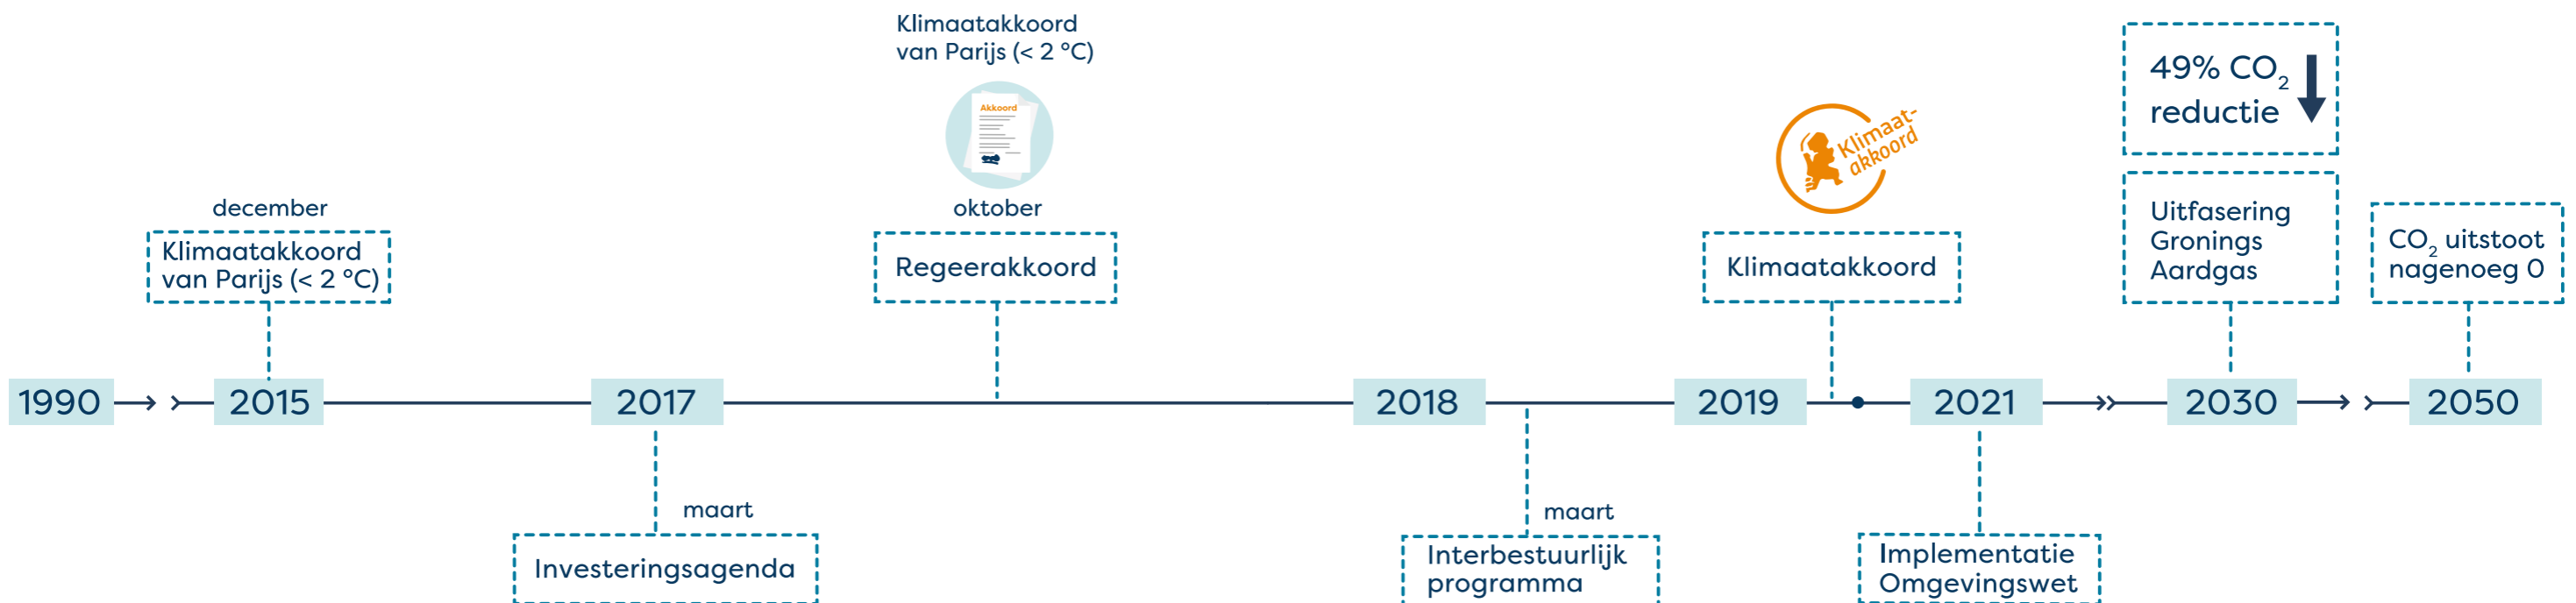 Klimaatakkoord
van Parijs (< 2 °C)
Akkoord
december
Klimaatakkoord
van Parijs (< 2 °C)
oktober
Regeerakkoord
Klimaat-
akkoord
Klimaatakkoord
49% CO₂
reductie
Uitfasering
Gronings
Aardgas
CO₂ uitstoot
nagenoeg 0
1990
2015
2017
2018
2019
2021
2030
2050
maart
Investeringsagenda
maart
Interbestuurlijk
programma
Implementatie
Omgevingswet